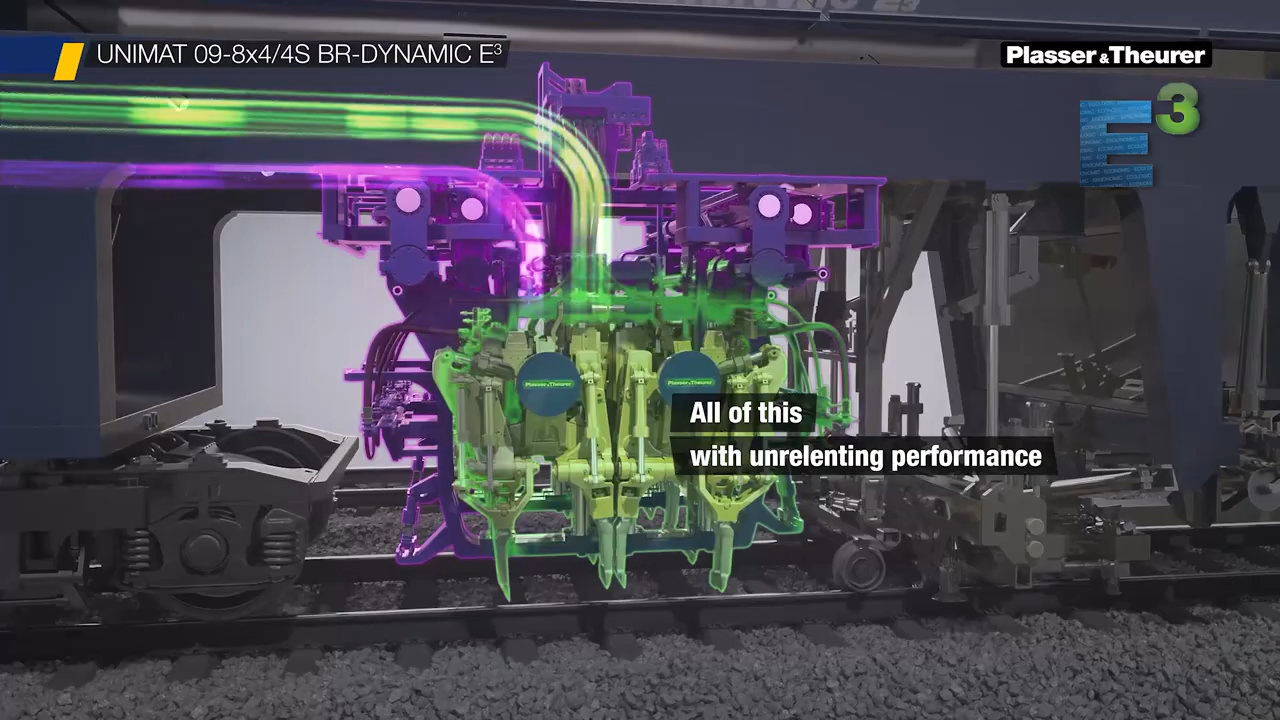 UNIMAT 09-8x4/4S BR-DYNAMIC E³
Plasser & Theurer
E³
Plasser & Theurer
Plasser & Theurer
All of this
with unrelenting performance